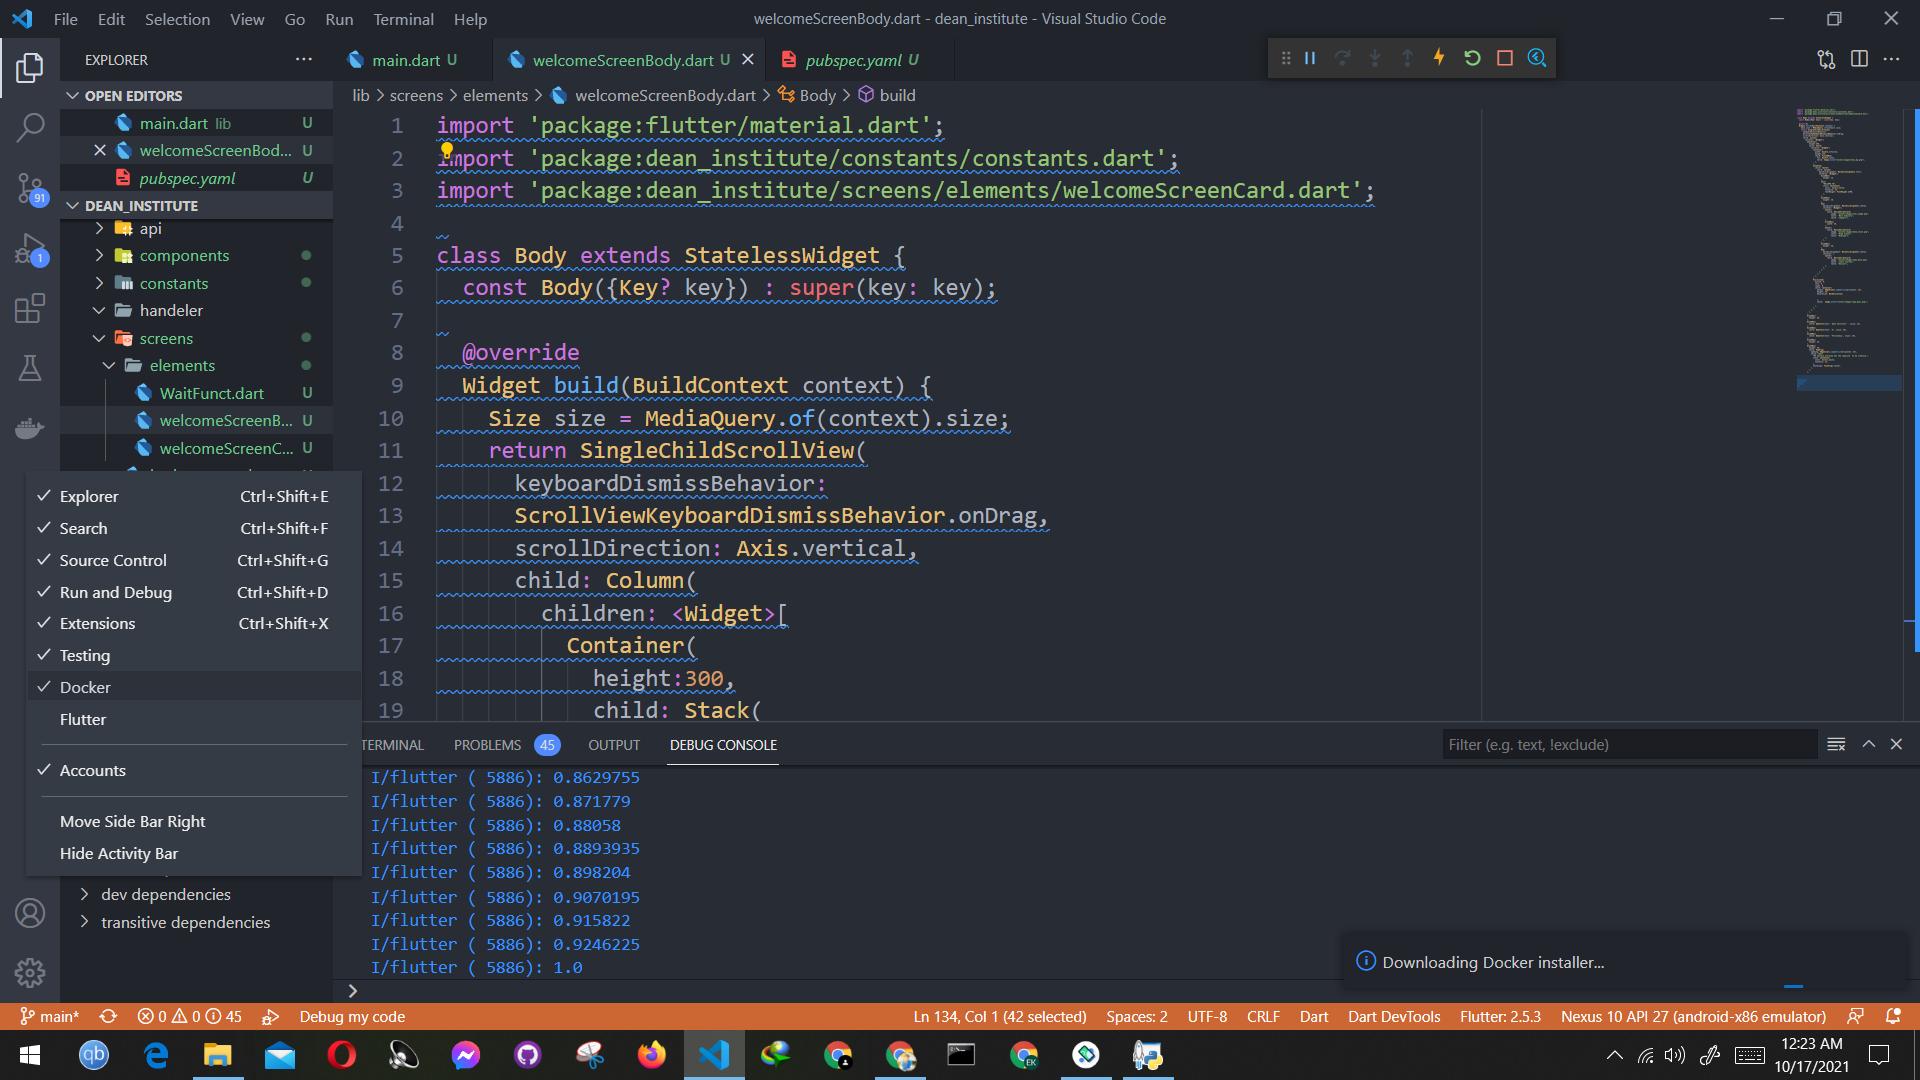 File Edit Selection View Go Run Terminal Help
welcomeScreenBody.dart - dean_institute - Visual Studio Code
EXPLORER
main.dart U
welcomeScreenBody.dart U
pubspec.yaml U
OPEN EDITORS
main.dart lib U
welcomeScreenBod... U
pubspec.yaml U
DEAN_INSTITUTE
api
components
constants
handeler
screens
elements
WaitFunct.dart U
welcomeScreenB... U
welcomeScreenC... U
91
1
Explorer Ctrl+Shift+E
Search Ctrl+Shift+F
Source Control Ctrl+Shift+G
Run and Debug Ctrl+Shift+D
Extensions Ctrl+Shift+X
Testing
Docker
Flutter
Accounts
Move Side Bar Right
Hide Activity Bar
dev dependencies
transitive dependencies
lib > screens > elements > welcomeScreenBody.dart > Body > build
1 import 'package:flutter/material.dart';
2 import 'package:dean_institute/constants/constants.dart';
3 import 'package:dean_institute/screens/elements/welcomeScreenCard.dart';
4
5 class Body extends StatelessWidget {
6 const Body({Key? key}) : super(key: key);
7
8 @override
9 Widget build(BuildContext context) {
10 Size size = MediaQuery.of(context).size;
11 return SingleChildScrollView(
12 keyboardDismissBehavior:
13 ScrollViewKeyboardDismissBehavior.onDrag,
14 scrollDirection: Axis.vertical,
15 child: Column(
16 children: <Widget>[
17 Container(
18 height:300,
19 child: Stack(
TERMINAL PROBLEMS 45 OUTPUT DEBUG CONSOLE
Filter (e.g. text, !exclude)
I/flutter ( 5886): 0.8629755
I/flutter ( 5886): 0.871779
I/flutter ( 5886): 0.88058
I/flutter ( 5886): 0.8893935
I/flutter ( 5886): 0.898204
I/flutter ( 5886): 0.9070195
I/flutter ( 5886): 0.915822
I/flutter ( 5886): 0.9246225
I/flutter ( 5886): 1.0
Downloading Docker installer...
main* 0 0 45 Debug my code
Ln 134, Col 1 (42 selected) Spaces: 2 UTF-8 CRLF Dart Dart DevTools Flutter: 2.5.3 Nexus 10 API 27 (android-x86 emulator)
qb
EK
12:23 AM
10/17/2021